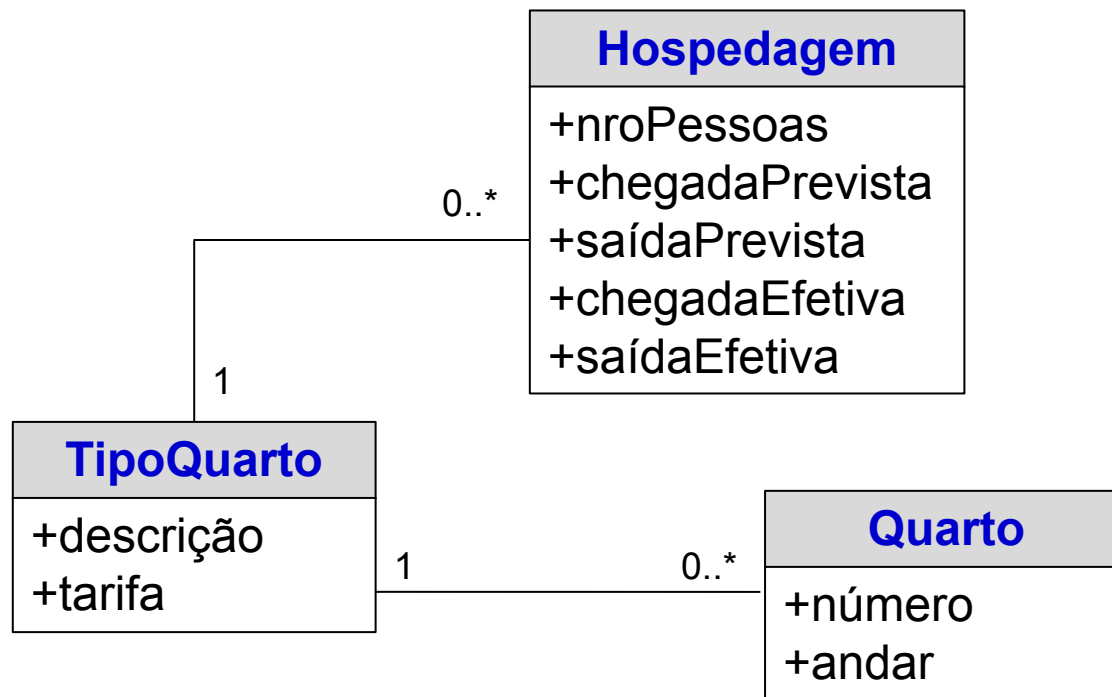 Hospedagem
+nroPessoas
+chegadaPrevista
+saídaPrevista
+chegadaEfetiva
+saídaEfetiva
0..*
1
TipoQuarto
+descrição
+tarifa
1
0..*
Quarto
+número
+andar